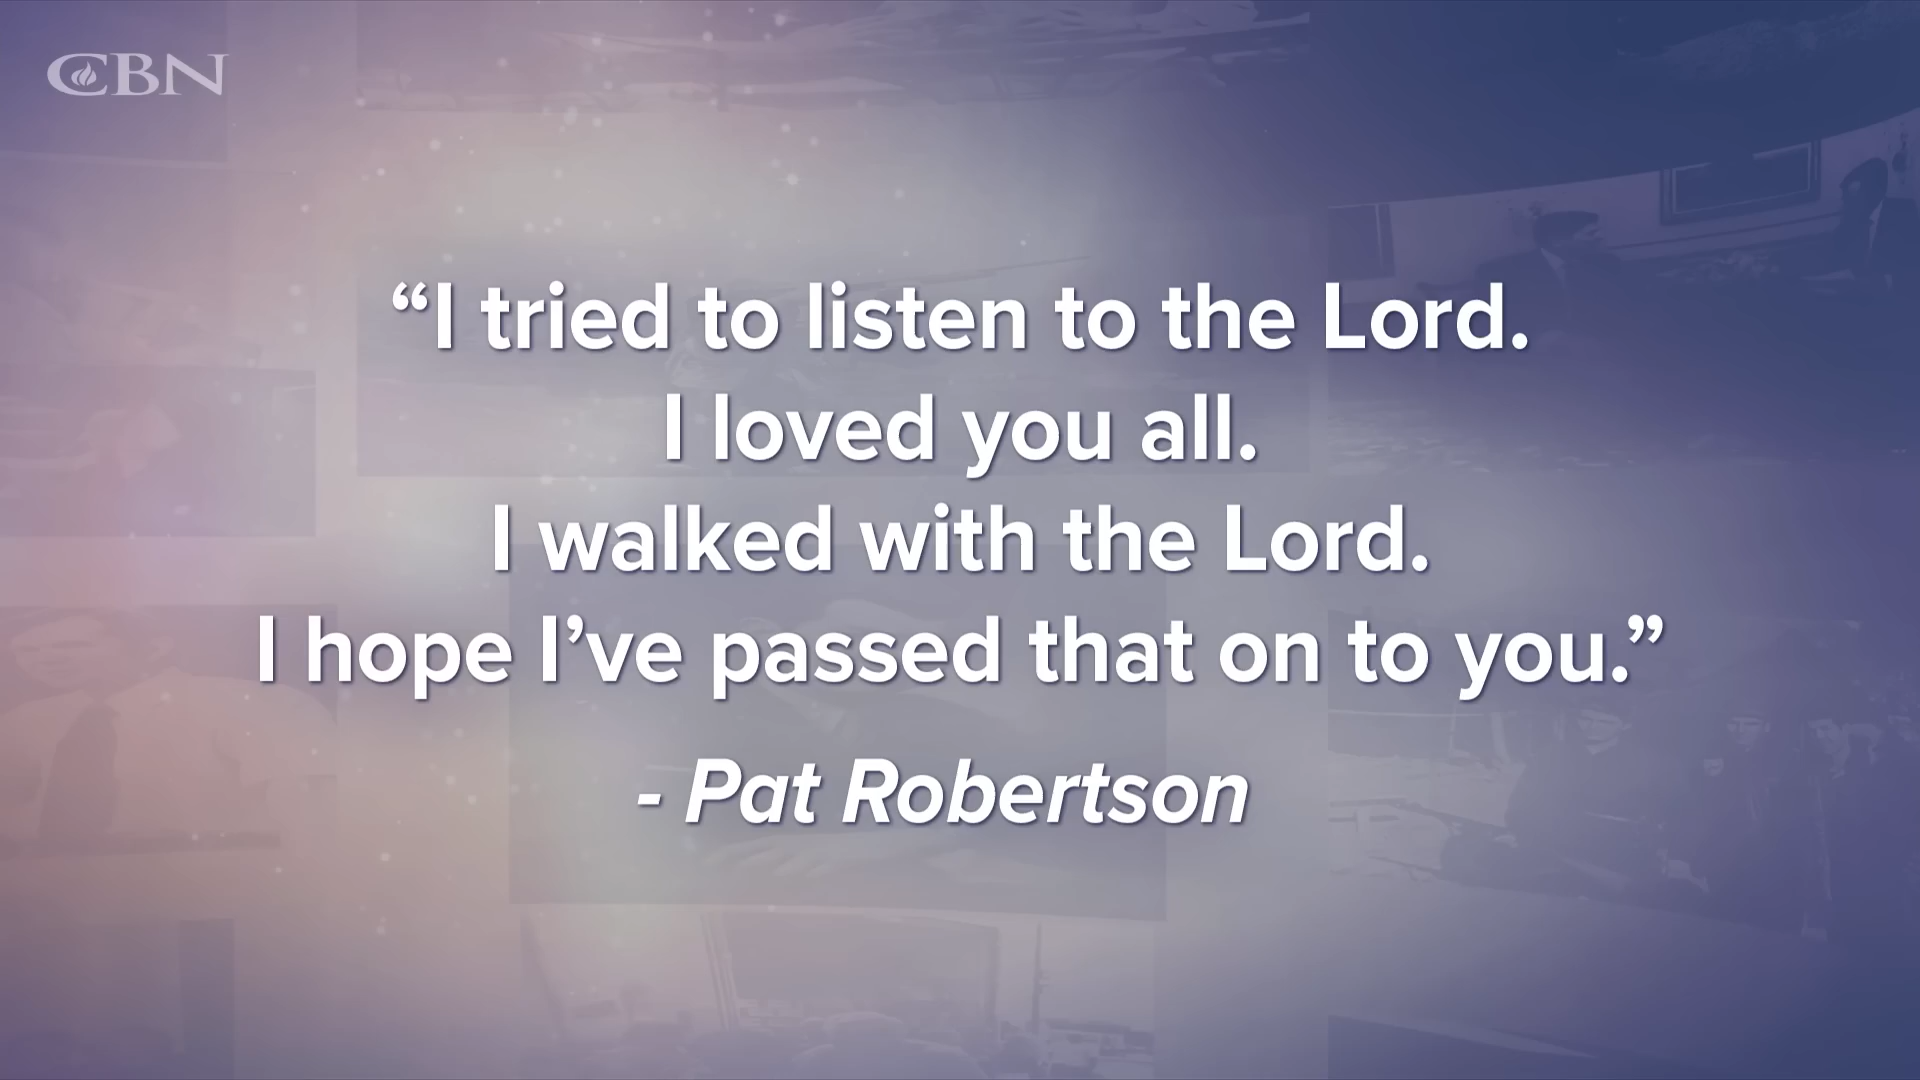 CBN
“I tried to listen to the Lord.
I loved you all.
I walked with the Lord.
I hope I’ve passed that on to you.”
- Pat Robertson